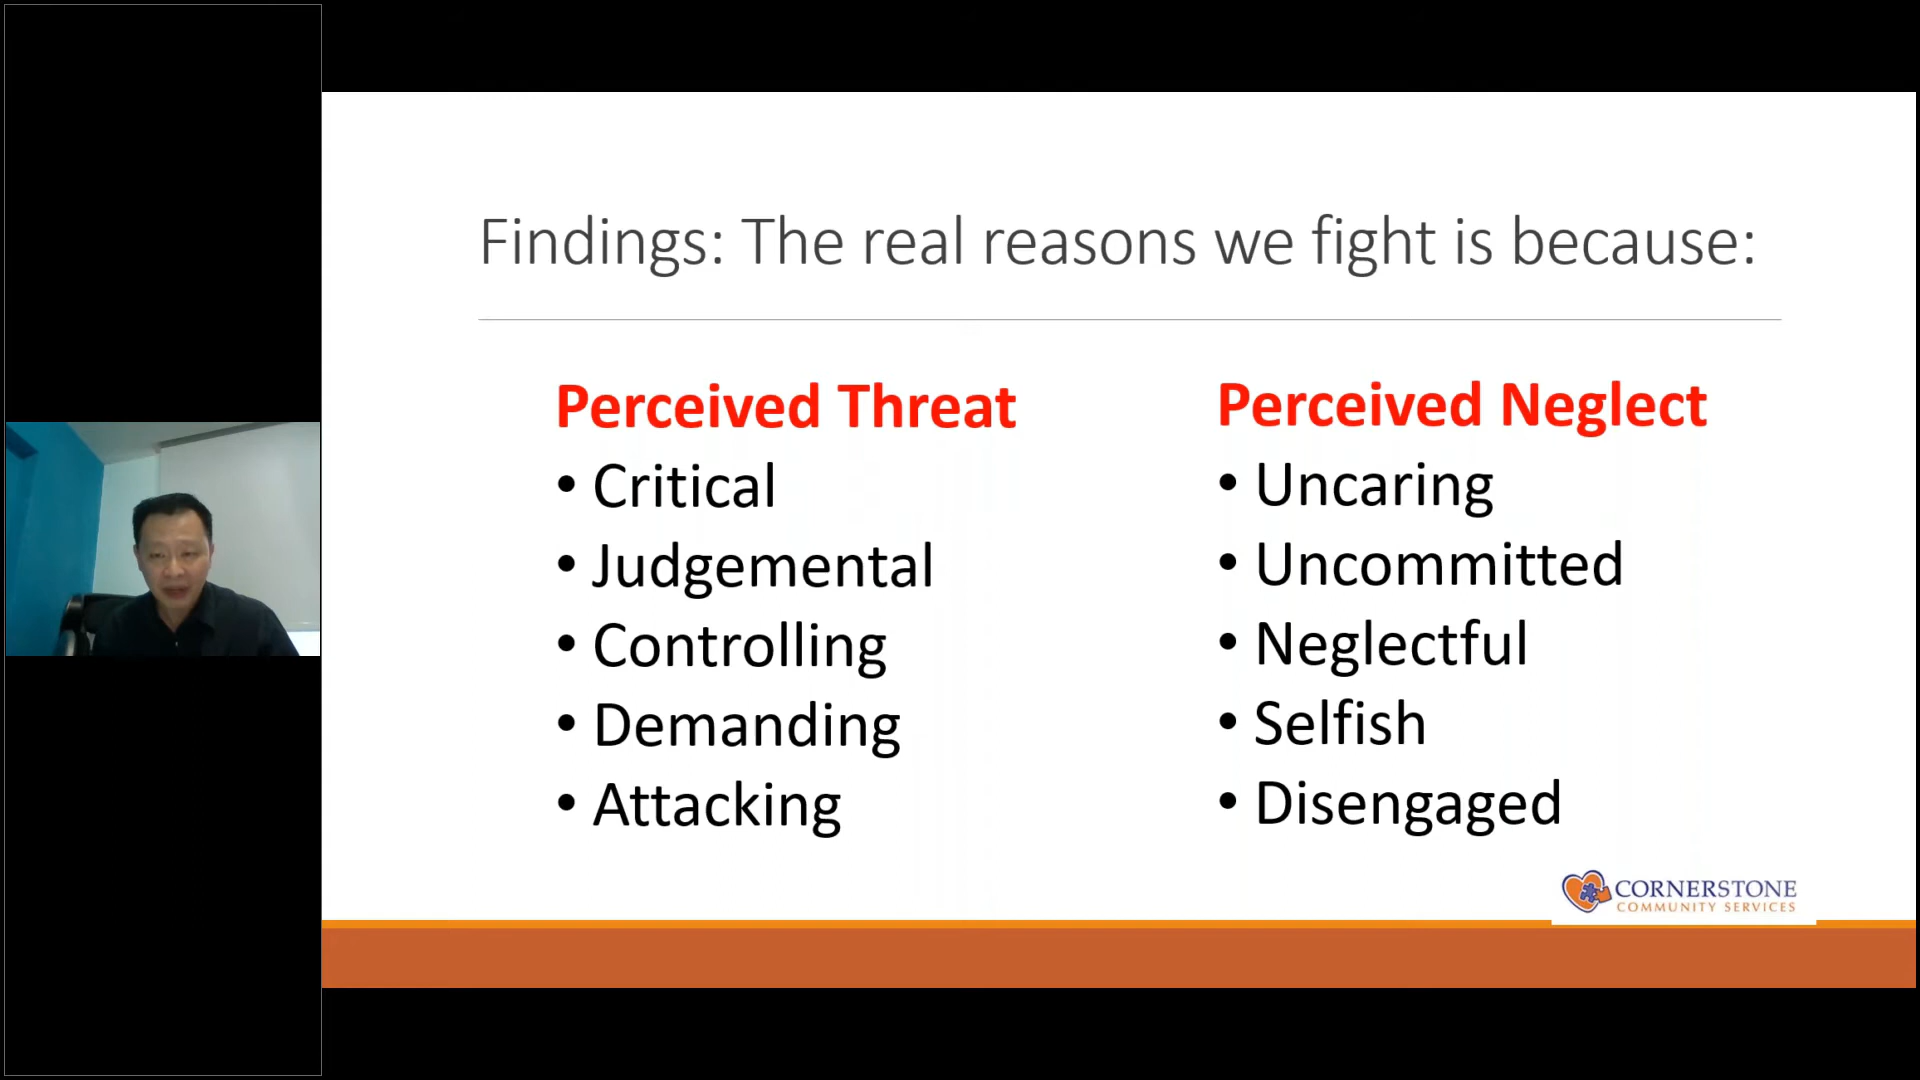 Findings: The real reasons we fight is because:
Perceived Threat
• Critical
• Judgemental
• Controlling
• Demanding
• Attacking
Perceived Neglect
• Uncaring
• Uncommitted
• Neglectful
• Selfish
• Disengaged
CORNERSTONE
COMMUNITY SERVICES